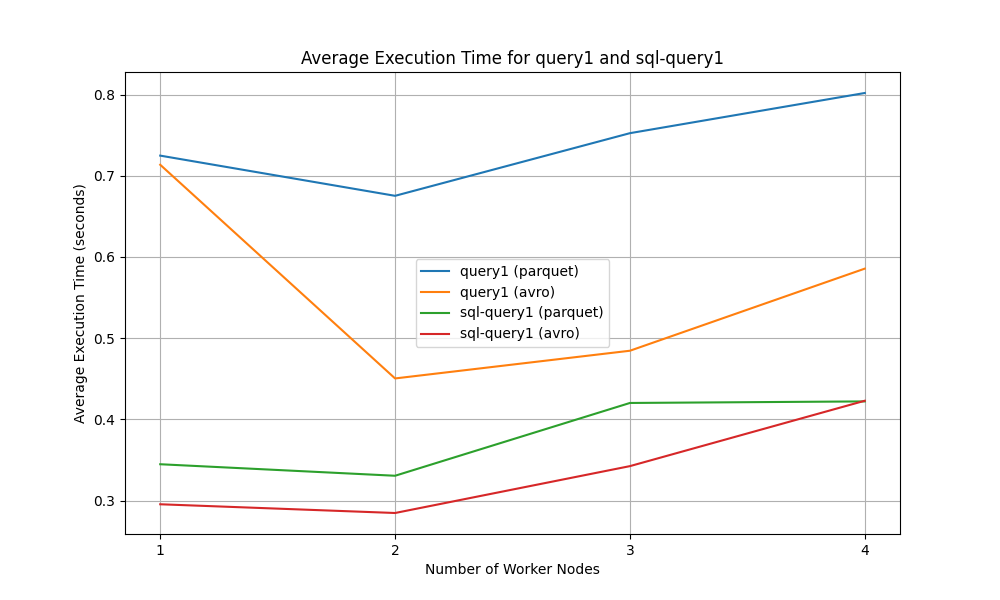 Average Execution Time for query1 and sql-query1
Average Execution Time (seconds)
0.8
0.7
0.6
0.5
0.4
0.3
query1 (parquet)
query1 (avro)
sql-query1 (parquet)
sql-query1 (avro)
1
2
3
4
Number of Worker Nodes